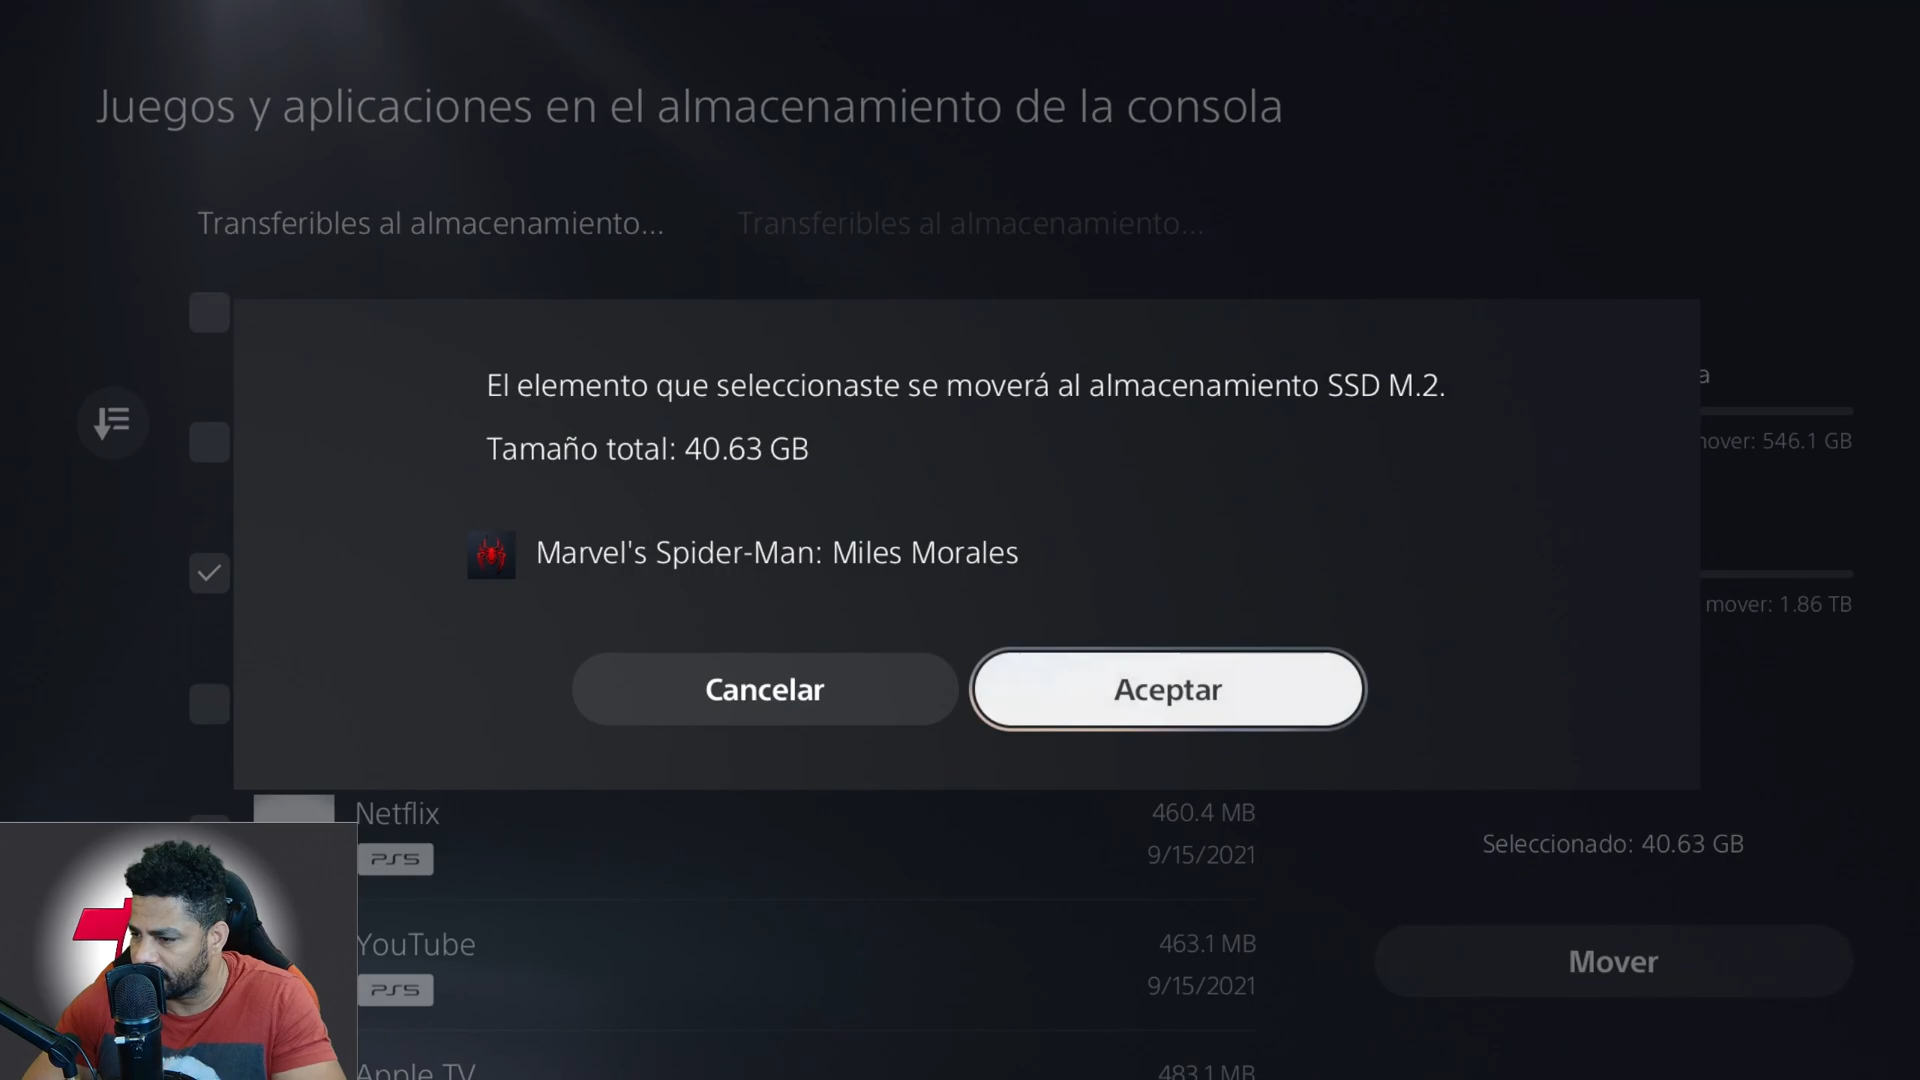 Juegos y aplicaciones en el almacenamiento de la consola
Transferibles al almacenamiento...
Transferibles al almacenamiento...
El elemento que seleccionaste se moverá al almacenamiento SSD M.2.
Tamaño total: 40.63 GB
Marvel's Spider-Man: Miles Morales
Cancelar
Aceptar
546.1 GB
mover: 1.86 TB
Netflix
460.4 MB
PS5
9/15/2021
Seleccionado: 40.63 GB
YouTube
463.1 MB
PS5
9/15/2021
Mover
Apple TV
483.1 MB